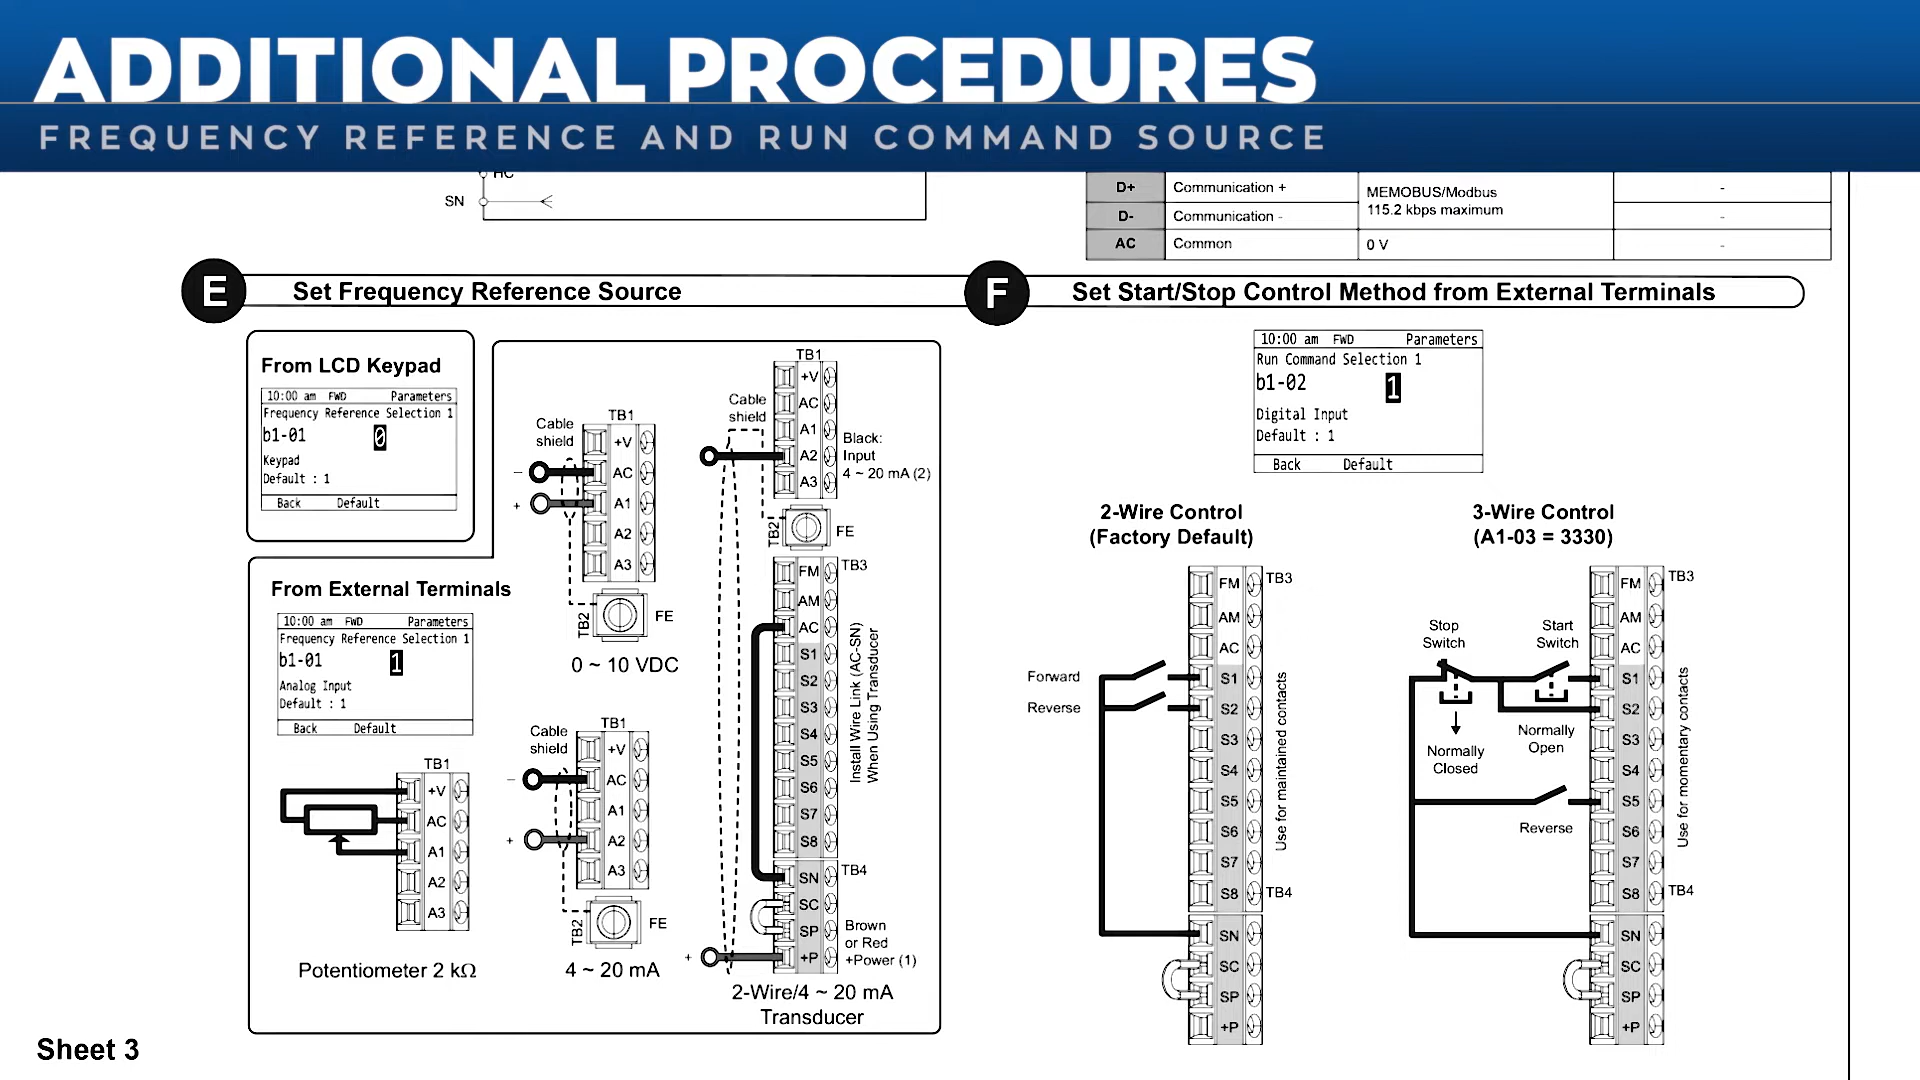 ADDITIONAL PROCEDURES
FREQUENCY REFERENCE AND RUN COMMAND SOURCE
HC
SN
D+ Communication + MEMOBUS/Modbus 115.2 kbps maximum -
D- Communication - -
AC Common 0 V -
E Set Frequency Reference Source
From LCD Keypad
10:00 am FWD Parameters
Frequency Reference Selection 1
b1-01 0
Keypad
Default : 1
Back Default
From External Terminals
10:00 am FWD Parameters
Frequency Reference Selection 1
b1-01 1
Analog Input
Default : 1
Back Default
TB1
+V
AC
A1
A2
A3
Potentiometer 2 kΩ
Cable
shield
TB1
+V
− AC
+ A1
A2
A3
TB2
FE
0 ~ 10 VDC
Cable
shield
TB1
+V
− AC
A1
+ A2
A3
TB2
FE
4 ~ 20 mA
Cable
shield
TB1
+V
AC
A1
A2
A3
Black:
Input
4 ~ 20 mA (2)
TB2
FE
TB3
FM
AM
AC
S1
S2
S3
S4
S5
S6
S7
S8
Install Wire Link (AC-SN)
When Using Transducer
TB4
SN
SC
SP
+ +P
Brown
or Red
+Power (1)
2-Wire/4 ~ 20 mA
Transducer
F Set Start/Stop Control Method from External Terminals
10:00 am FWD Parameters
Run Command Selection 1
b1-02 1
Digital Input
Default : 1
Back Default
2-Wire Control
(Factory Default)
FM TB3
AM
AC
Forward S1
Reverse S2
S3
S4
S5
S6
S7
S8 TB4
Use for maintained contacts
SN
SC
SP
+P
3-Wire Control
(A1-03 = 3330)
FM TB3
AM
AC
Stop
Switch
Start
Switch
S1
S2
S3
S4
S5
S6
S7
S8 TB4
Normally
Closed
Normally
Open
Reverse
Use for momentary contacts
SN
SC
SP
+P
Sheet 3